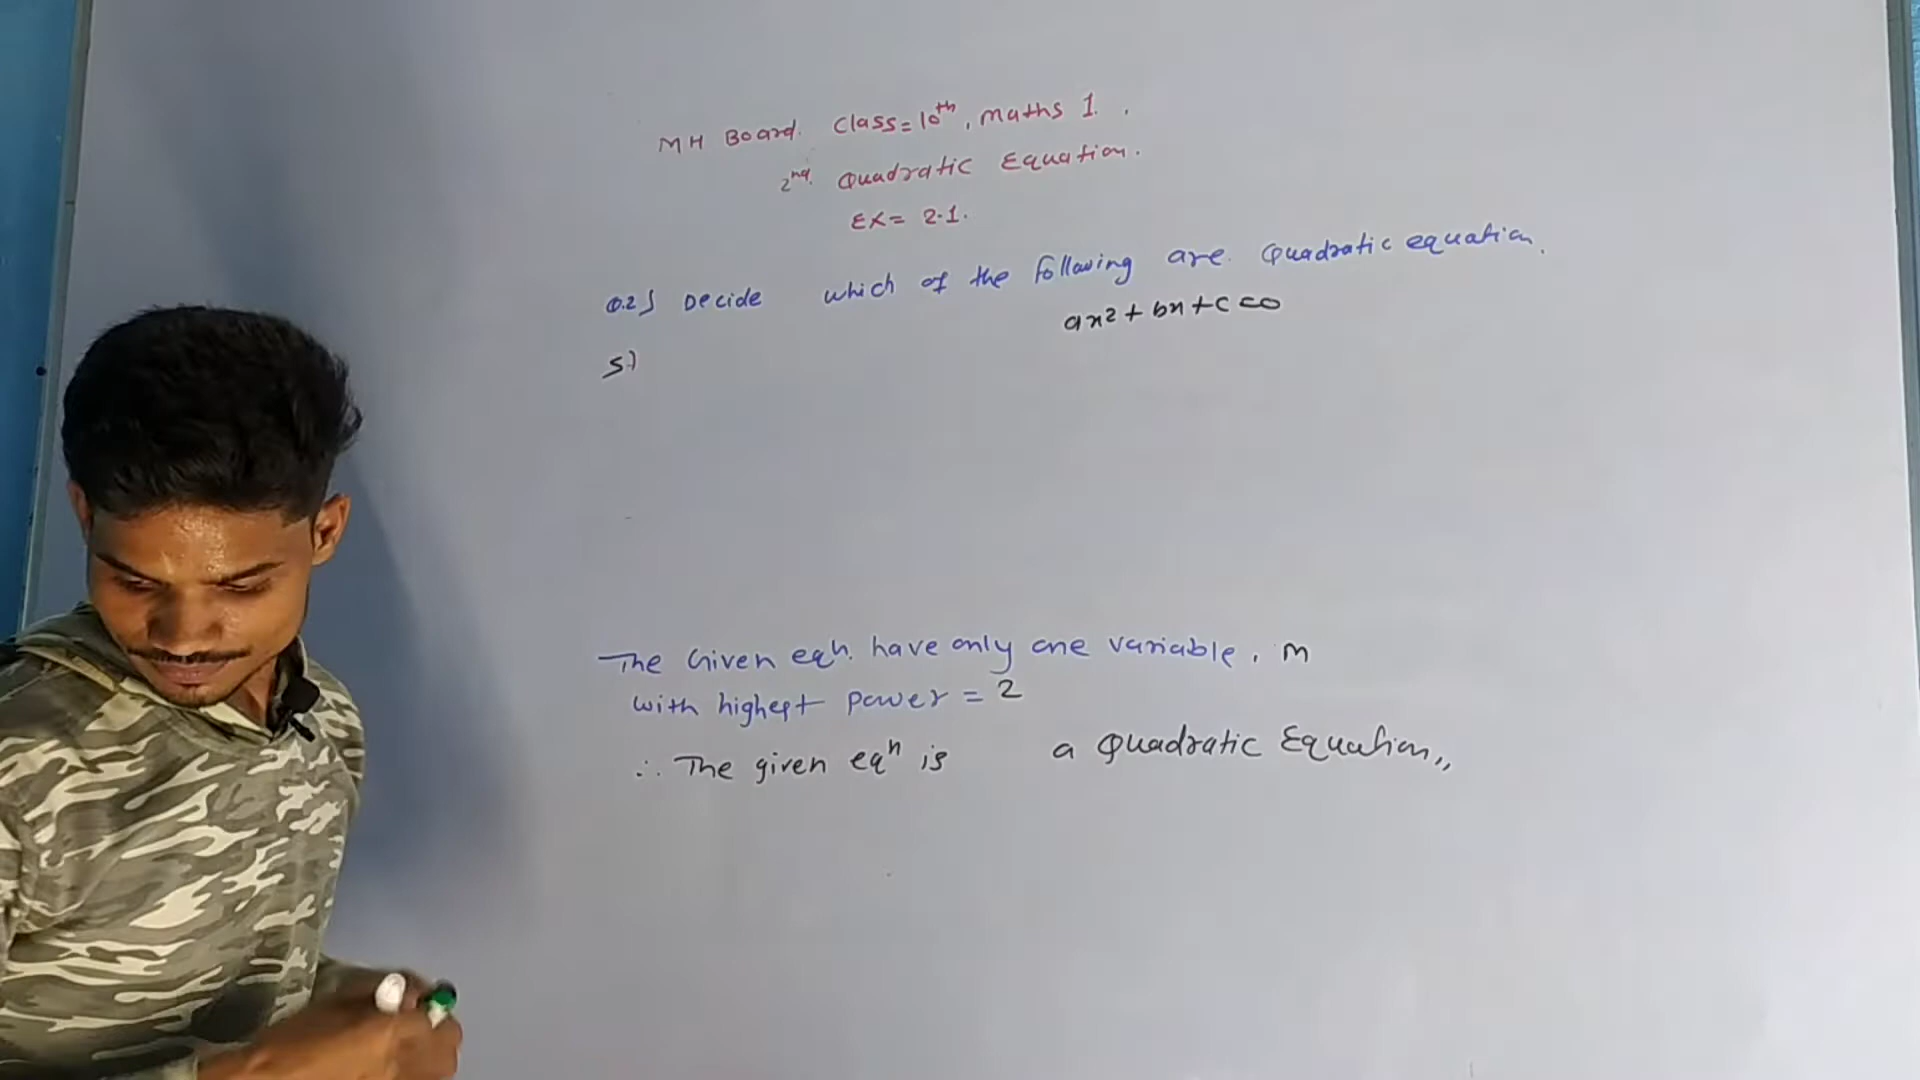 MH Board. Class=10th, maths 1.
2nd. Quadratic Equation.
EX= 2.1.
Q.2] Decide which of the following are Quadratic equation.
ax²+bx+c=0
5)
The Given eqn. have only one variable, m
with highest power = 2
∴ The given eqn is a Quadratic Equation,,